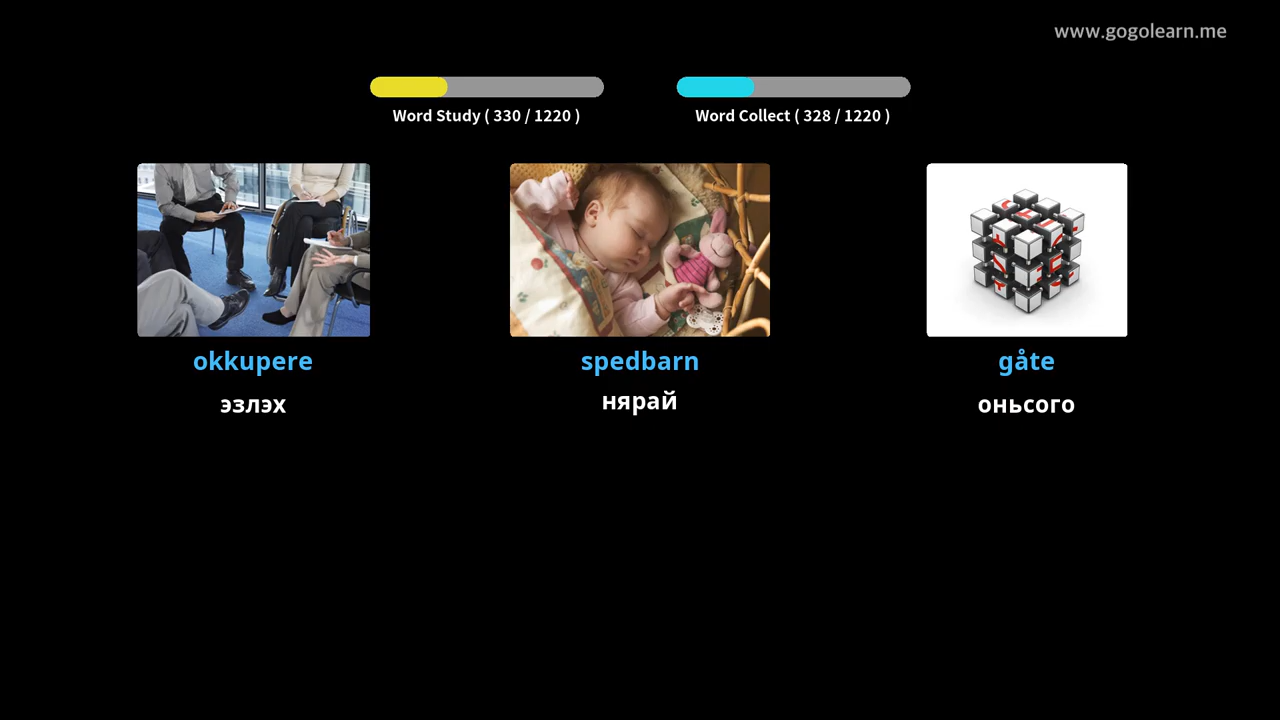 www.gogolearn.me
Word Study ( 330 / 1220 )
Word Collect ( 328 / 1220 )
okkupere
эзлэх
spedbarn
нярай
gåte
оньсого